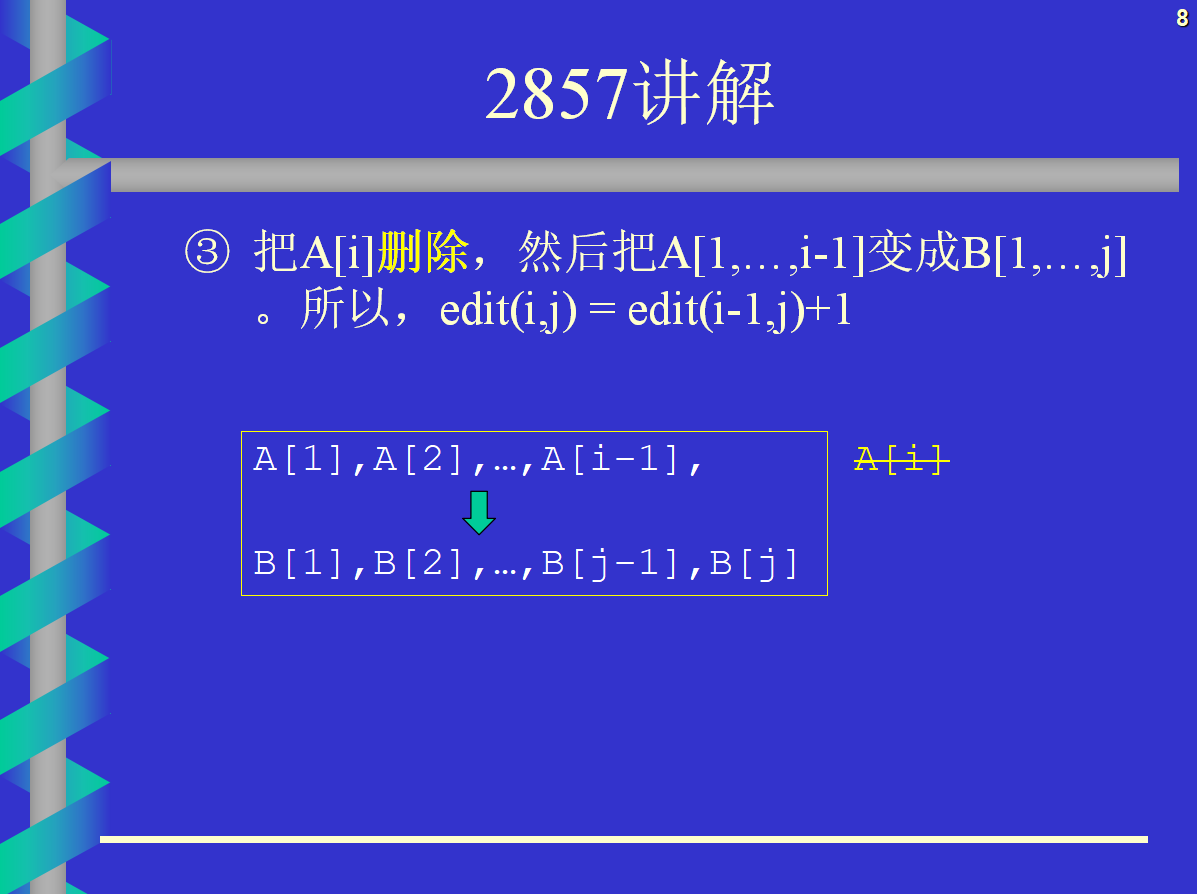 8
2857讲解
③ 把A[i]删除，然后把A[1,…,i-1]变成B[1,…,j]
。所以，edit(i,j) = edit(i-1,j)+1
A[1],A[2],…,A[i-1], A[i]
B[1],B[2],…,B[j-1],B[j]